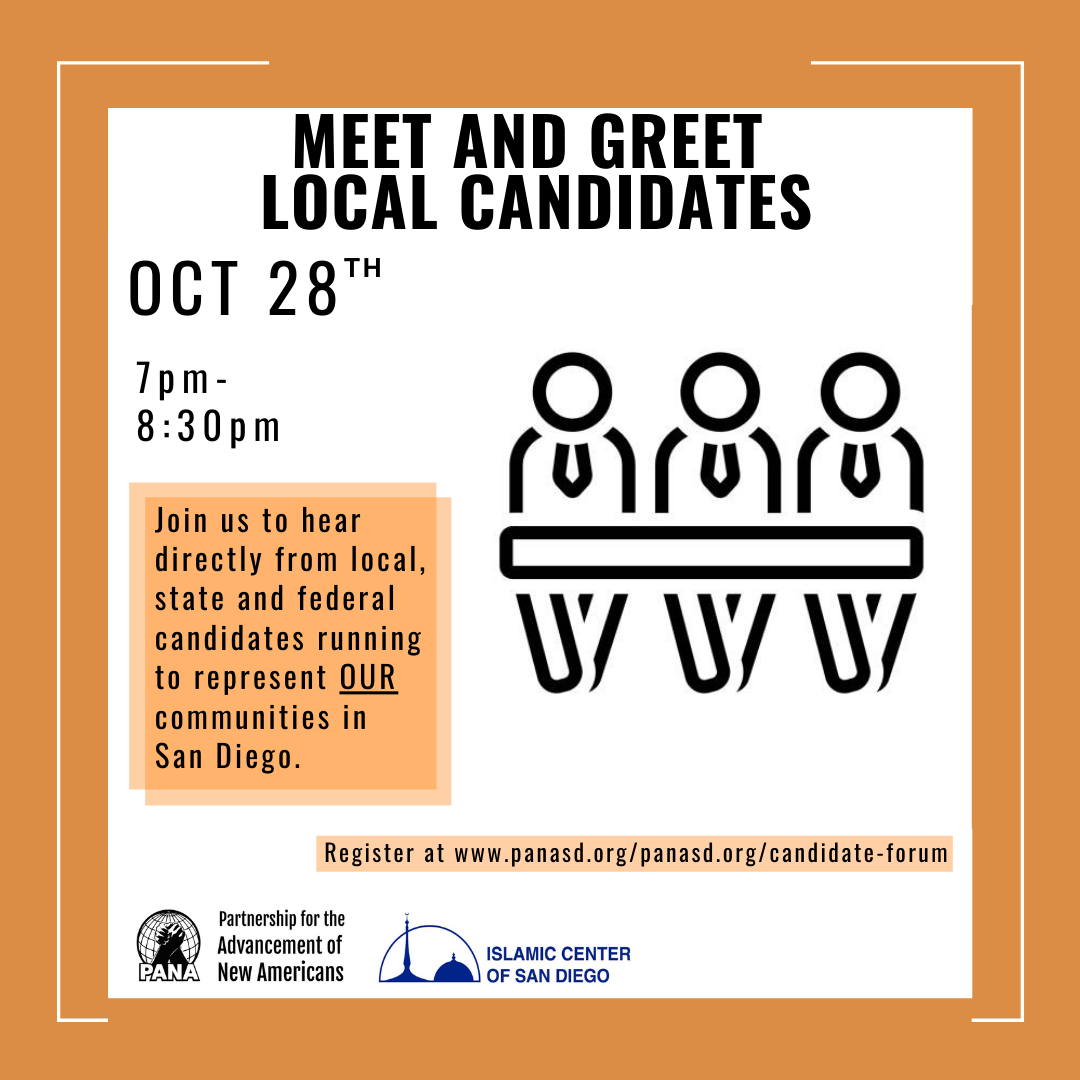 MEET AND GREET
LOCAL CANDIDATES
OCT 28TH
7pm-
8:30pm
Join us to hear
directly from local,
state and federal
candidates running
to represent OUR
communities in
San Diego.
Register at www.panasd.org/panasd.org/candidate-forum
PANA
Partnership for the
Advancement of
New Americans
ISLAMIC CENTER
OF SAN DIEGO